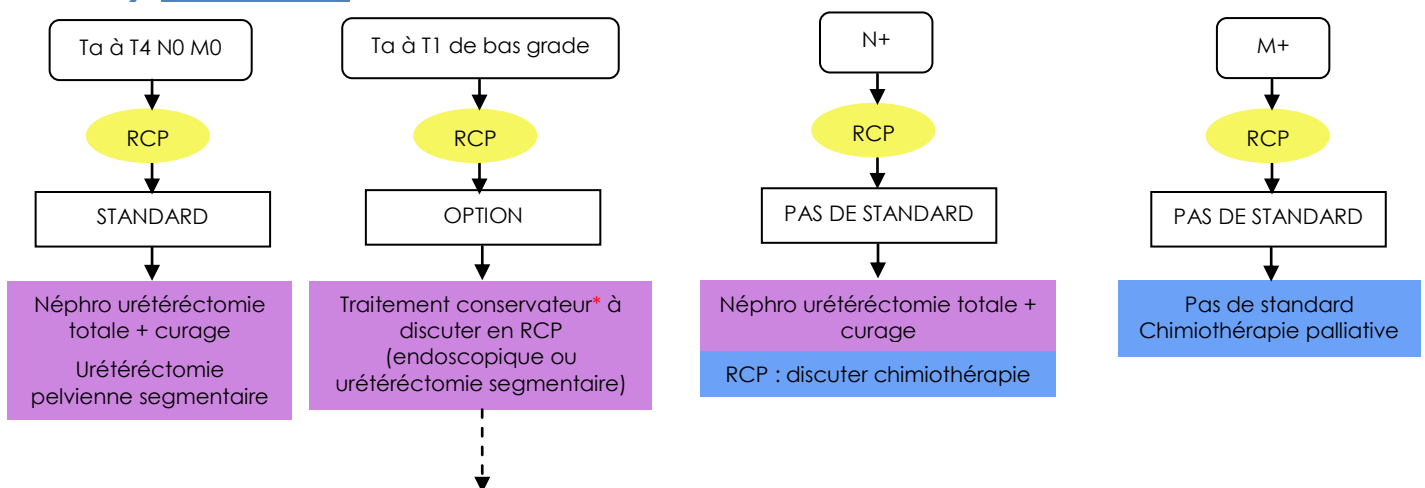 Ta à T4 N0 M0
RCP
STANDARD
Néphro urétéréctomie
totale + curage
Urétéréctomie
pelvienne segmentaire
Ta à T1 de bas grade
RCP
OPTION
Traitement conservateur* à
discuter en RCP
(endoscopique ou
urétéréctomie segmentaire)
N+
RCP
PAS DE STANDARD
Néphro urétéréctomie totale +
curage
RCP : discuter chimiothérapie
M+
RCP
PAS DE STANDARD
Pas de standard
Chimiothérapie palliative